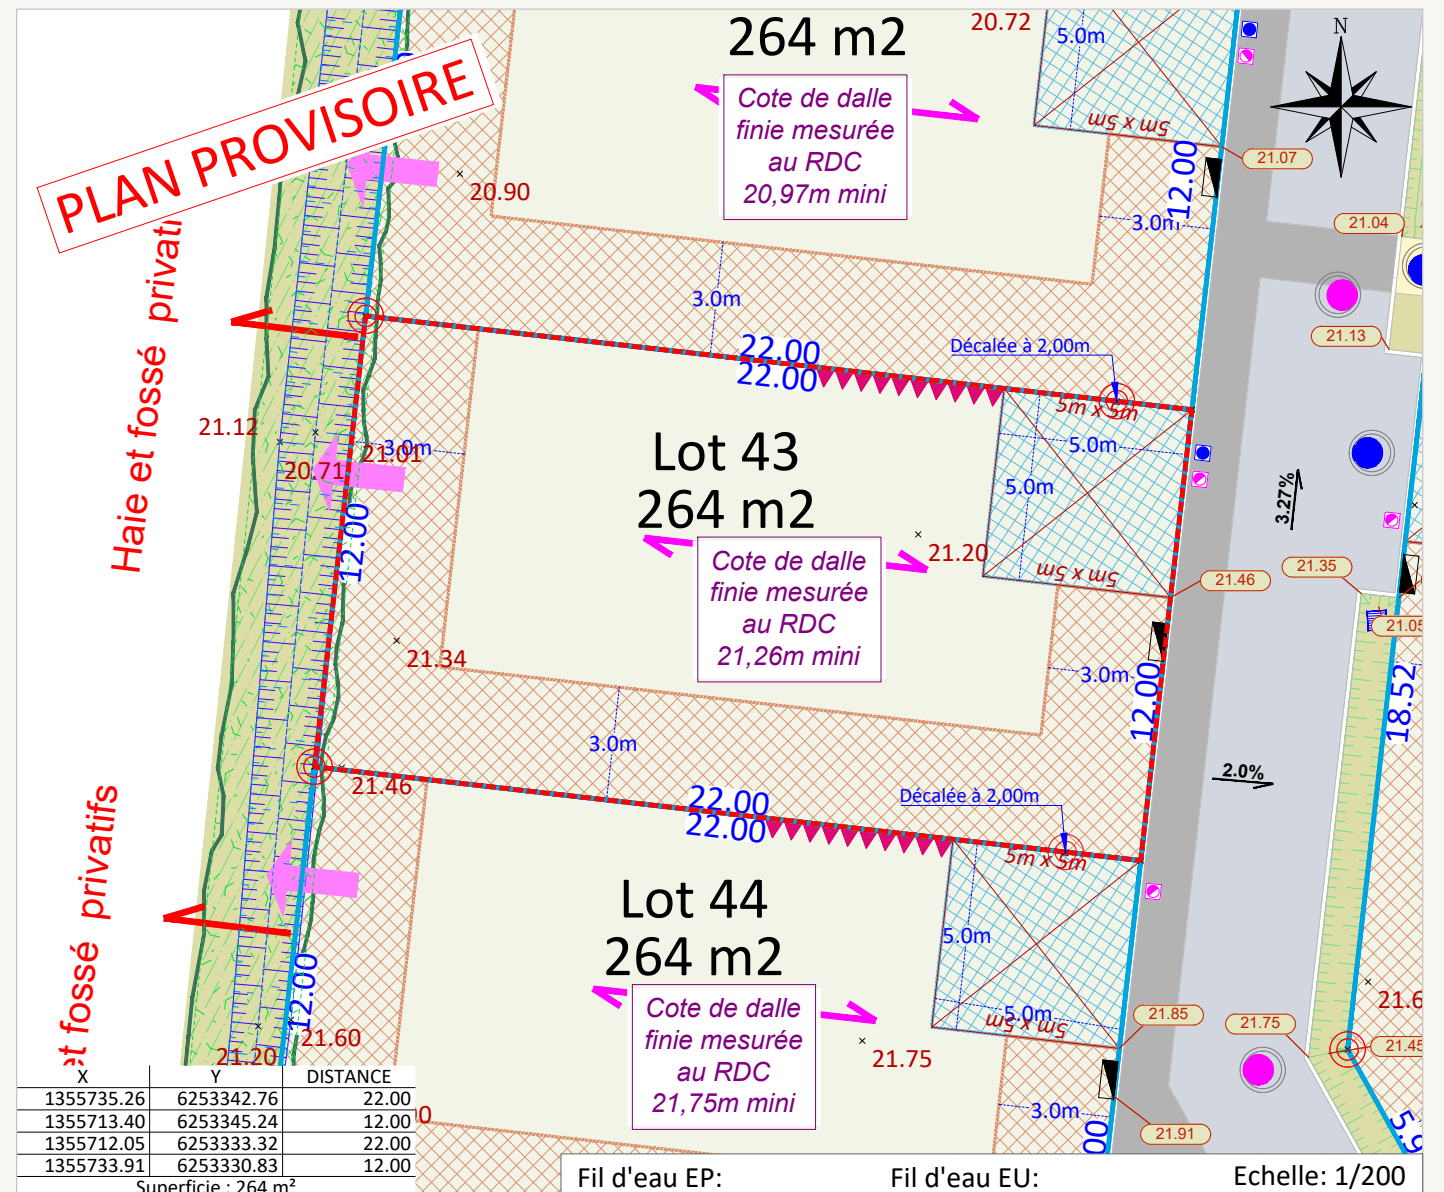 264 m2
20.72
5.0m
N
PLAN PROVISOIRE
Cote de dalle
finie mesurée
au RDC
20,97m mini
5m x 5m
21.07
12.00
20.90
3.0m
21.04
Haie et fossé privatif
3.0m
21.13
22.00
22.00
Décalée à 2,00m
5m x 5m
21.12
3.0m
21.01
20.71
Lot 43
264 m2
5.0m
5.0m
3.27%
12.00
Cote de dalle
finie mesurée
au RDC
21,26m mini
21.20
5m x 5m
21.46
21.35
21.05
21.34
3.0m
12.00
18.52
3.0m
2.0%
21.46
22.00
22.00
Décalée à 2,00m
5m x 5m
et fossé privatifs
Lot 44
264 m2
5.0m
5.0m
5m x 5m
12.00
Cote de dalle
finie mesurée
au RDC
21,75m mini
21.75
21.85
21.75
21.6
21.45
21.60
21.20
3.0m
21.91
00
5.9
X Y DISTANCE
1355735.26 6253342.76 22.00
1355713.40 6253345.24 12.00
1355712.05 6253333.32 22.00
1355733.91 6253330.83 12.00
Superficie : 264 m²
Fil d'eau EP: Fil d'eau EU: Echelle: 1/200